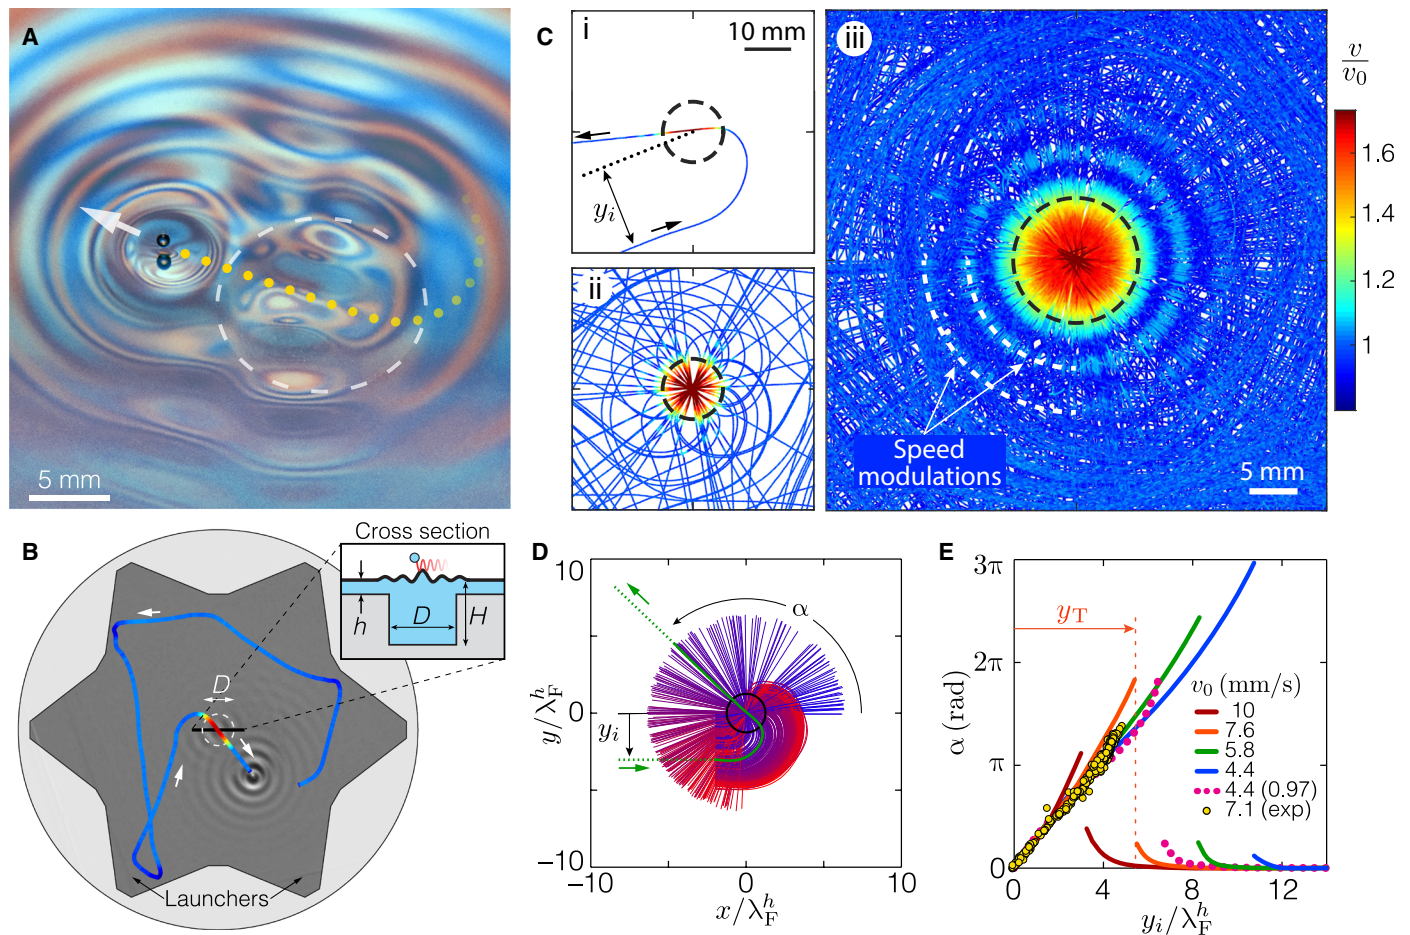 A
5 mm
B
Cross section
h
D
H
D
Launchers
C
i
10 mm
y_i
ii
iii
Speed
modulations
5 mm
v/v_0
1.6
1.4
1.2
1
D
10
0
−10
−10
0
10
y/λ_F^h
x/λ_F^h
y_i
α
E
3π
2π
π
0
α (rad)
y_T
v_0 (mm/s)
10
7.6
5.8
4.4
4.4 (0.97)
7.1 (exp)
0
4
8
12
y_i/λ_F^h